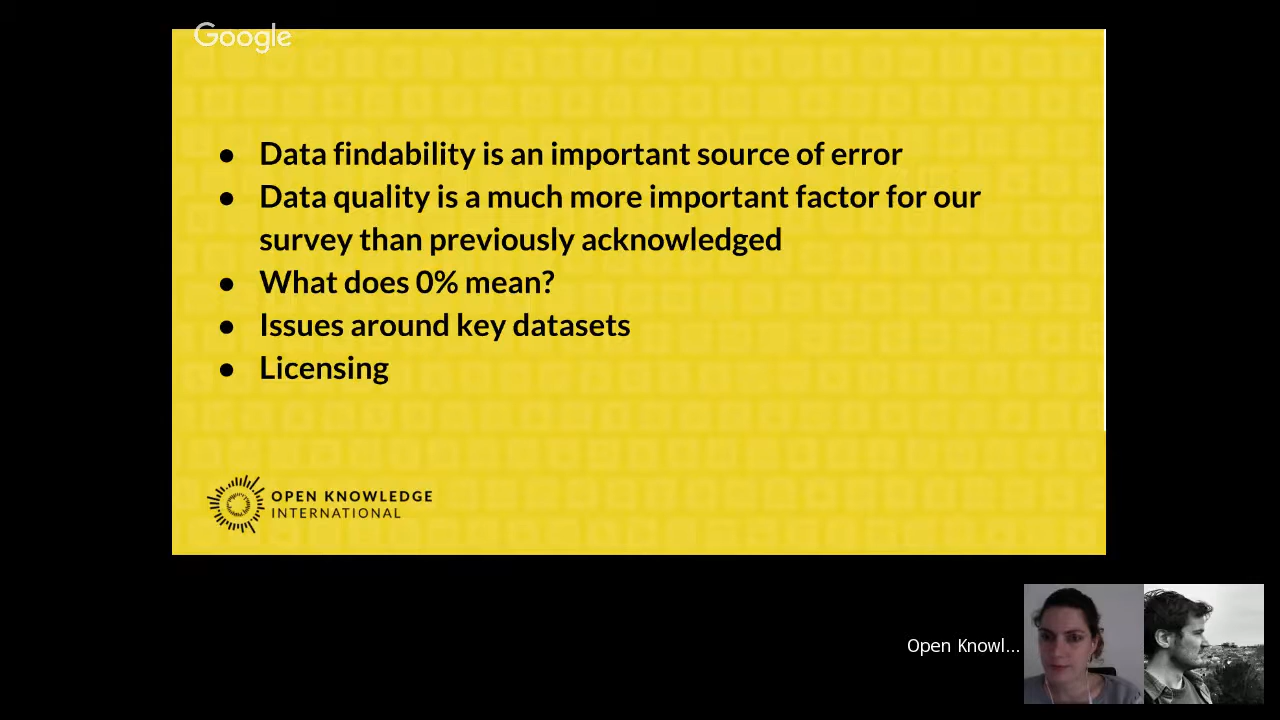 Google
● Data findability is an important source of error
● Data quality is a much more important factor for our
survey than previously acknowledged
● What does 0% mean?
● Issues around key datasets
● Licensing
OPEN KNOWLEDGE
INTERNATIONAL
Open Knowl...